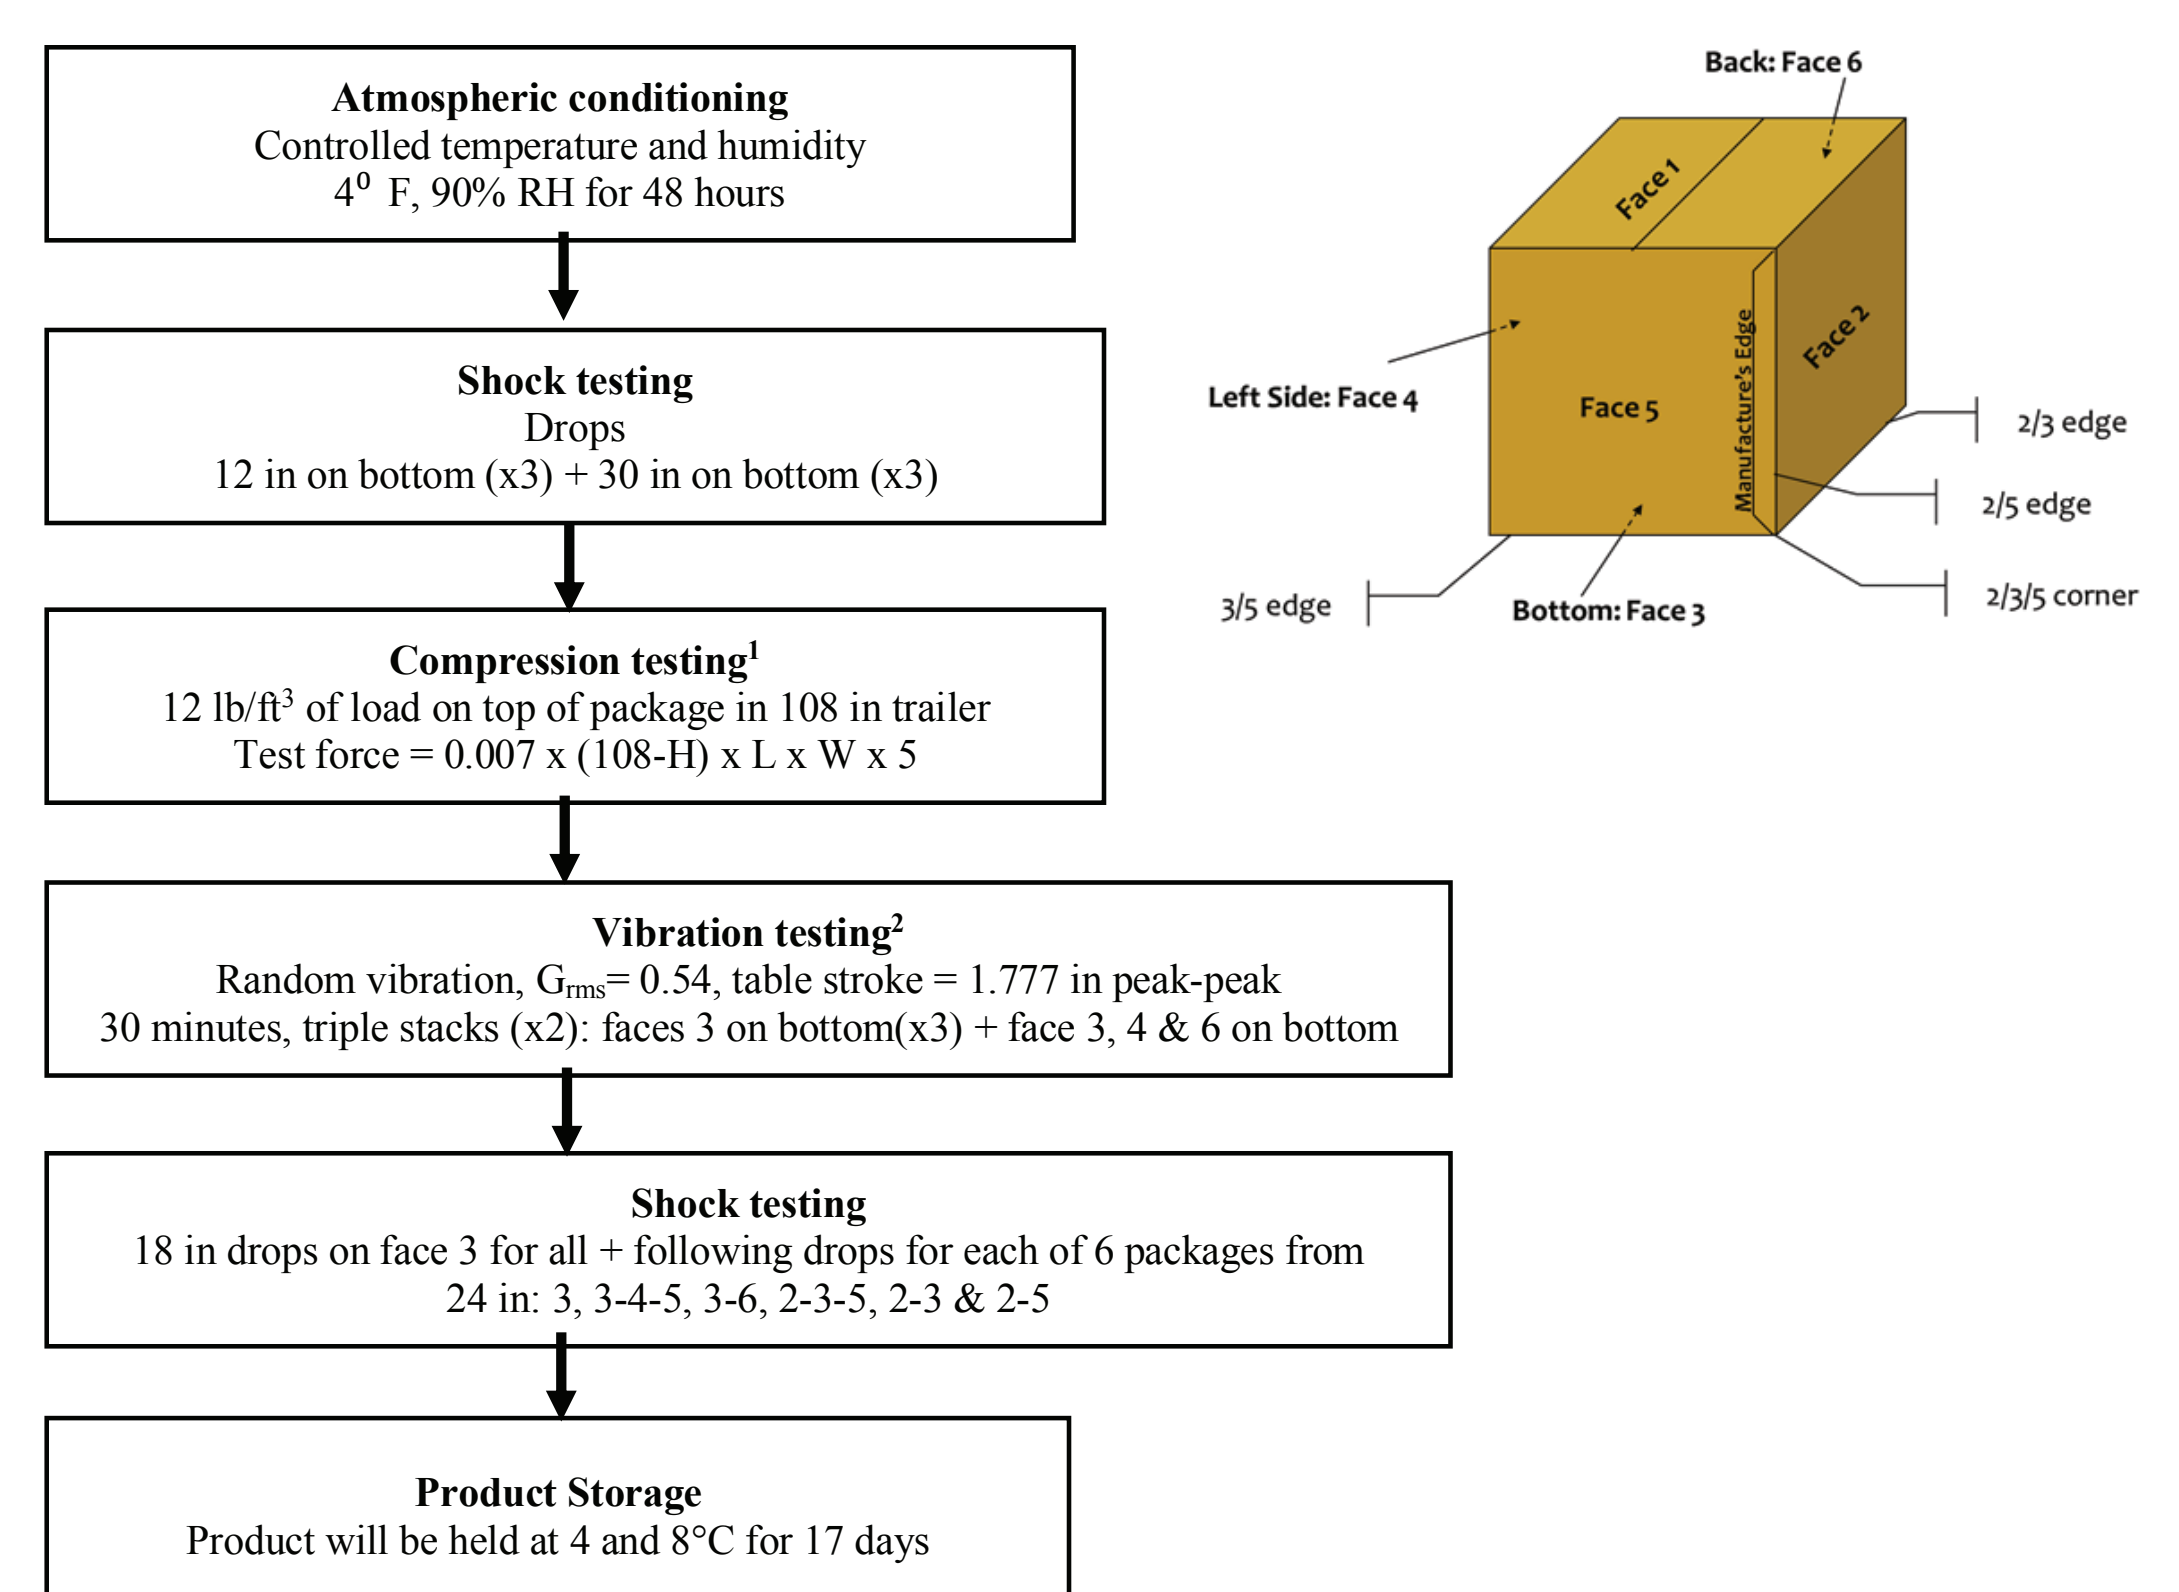 Atmospheric conditioning
Controlled temperature and humidity
4⁰ F, 90% RH for 48 hours
Shock testing
Drops
12 in on bottom (x3) + 30 in on bottom (x3)
Compression testing¹
12 lb/ft³ of load on top of package in 108 in trailer
Test force = 0.007 x (108-H) x L x W x 5
Vibration testing²
Random vibration, Grms= 0.54, table stroke = 1.777 in peak-peak
30 minutes, triple stacks (x2): faces 3 on bottom(x3) + face 3, 4 & 6 on bottom
Shock testing
18 in drops on face 3 for all + following drops for each of 6 packages from
24 in: 3, 3-4-5, 3-6, 2-3-5, 2-3 & 2-5
Product Storage
Product will be held at 4 and 8°C for 17 days
Back: Face 6
Face 1
Face 2
Manufacture's Edge
Face 5
Left Side: Face 4
2/3 edge
2/5 edge
2/3/5 corner
3/5 edge
Bottom: Face 3